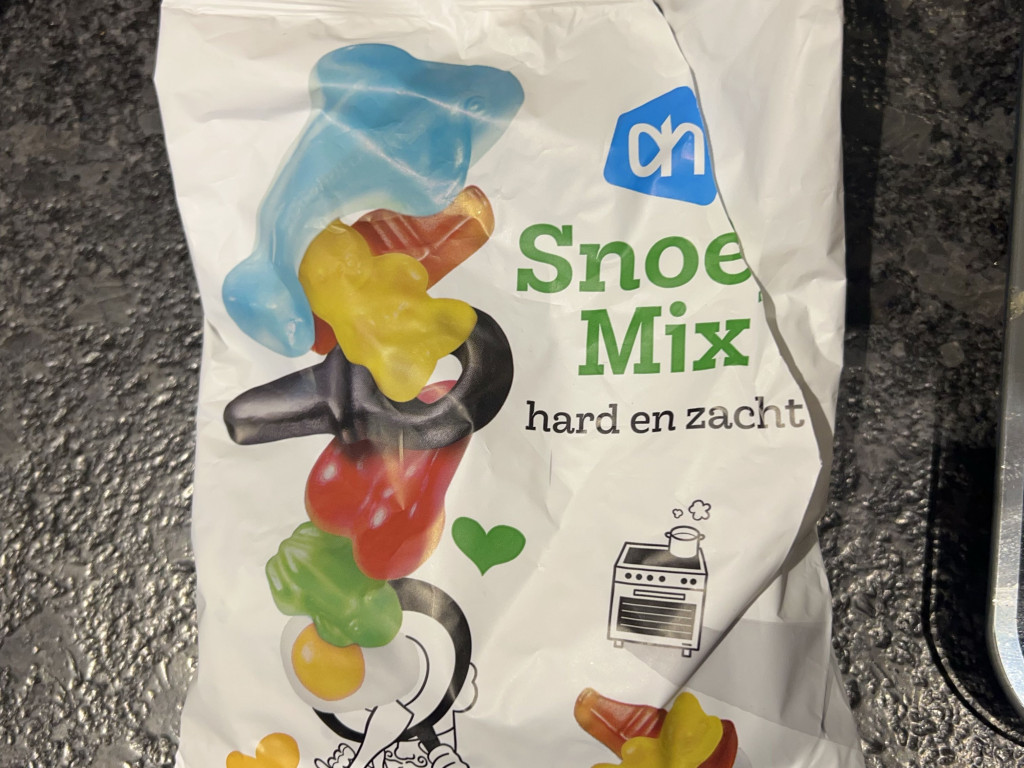 ah
Snoe
Mix
hard en zacht